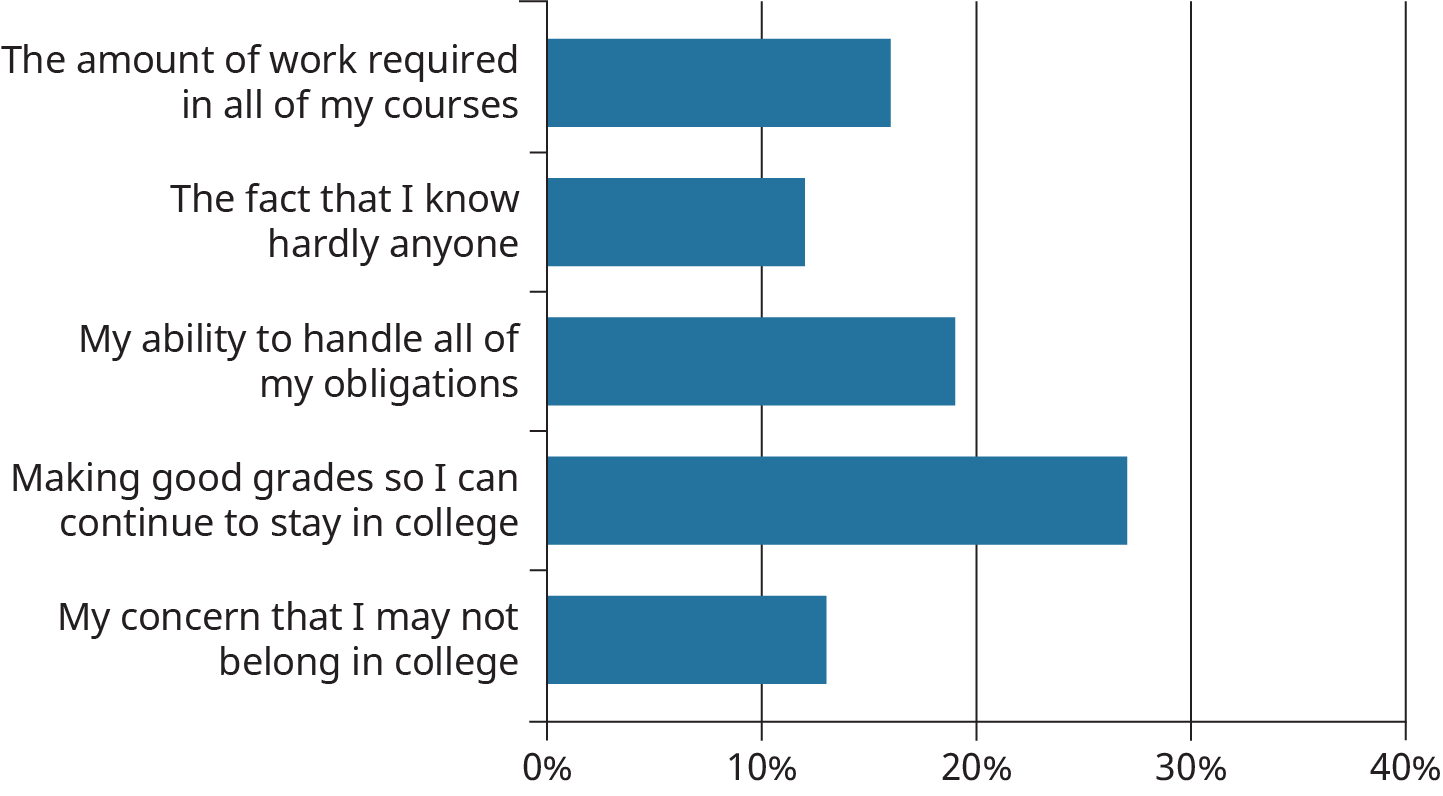 The amount of work required
in all of my courses
The fact that I know
hardly anyone
My ability to handle all of
my obligations
Making good grades so I can
continue to stay in college
My concern that I may not
belong in college
0% 10% 20% 30% 40%